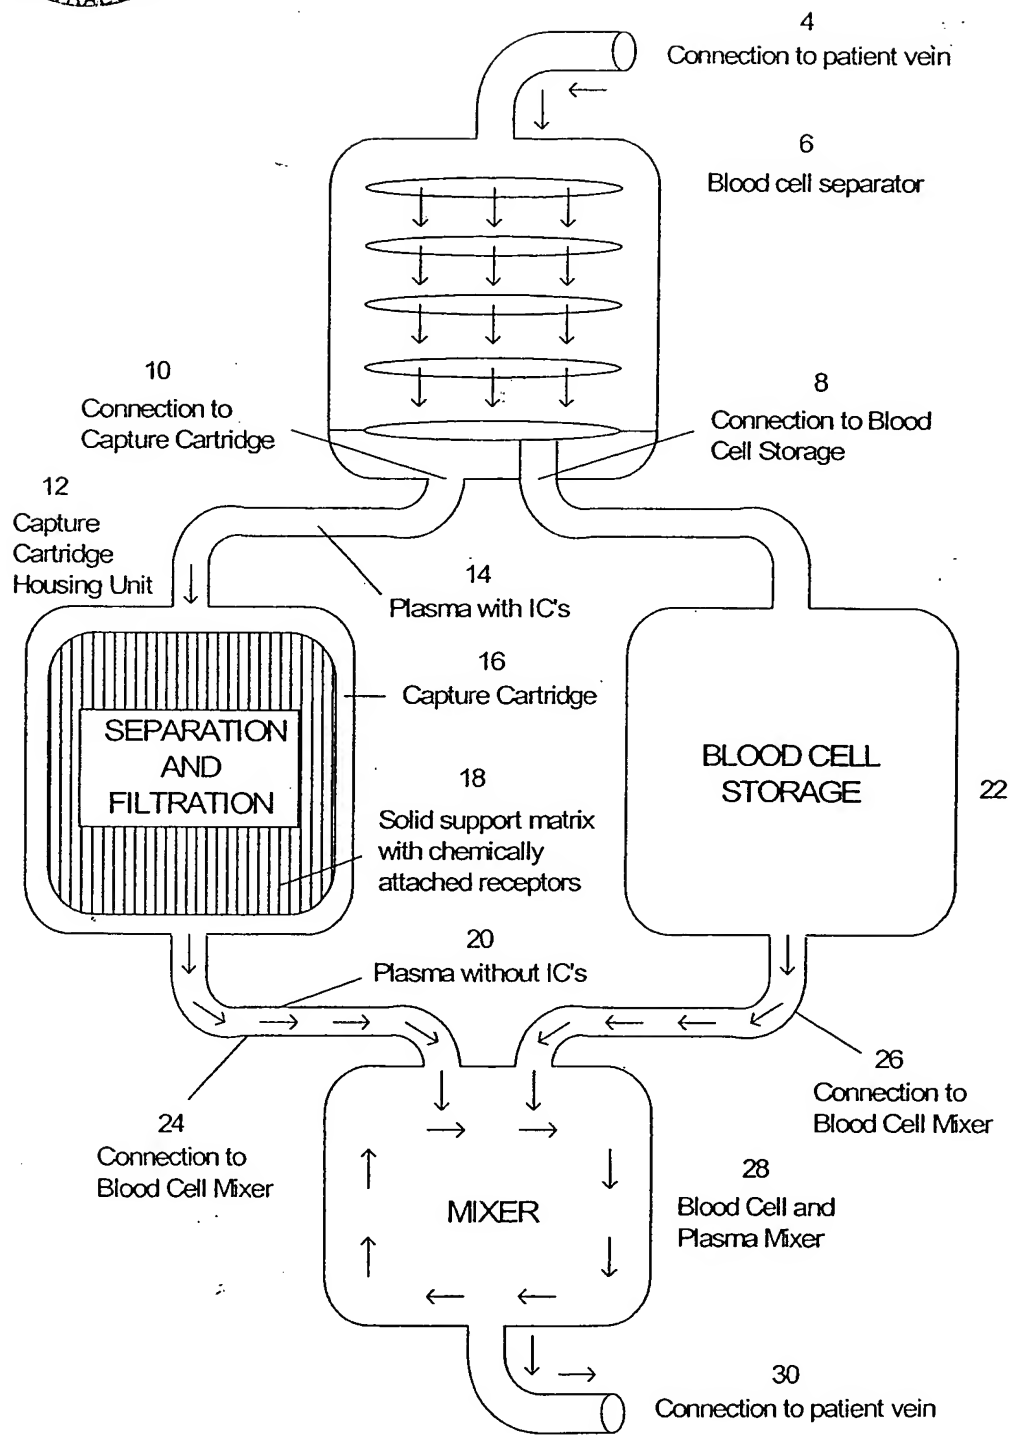 4
Connection to patient vein
6
Blood cell separator
10
Connection to
Capture Cartridge
8
Connection to Blood
Cell Storage
12
Capture
Cartridge
Housing Unit
14
Plasma with IC's
16
Capture Cartridge
SEPARATION
AND
FILTRATION
18
Solid support matrix
with chemically
attached receptors
BLOOD CELL
STORAGE
22
20
Plasma without IC's
24
Connection to
Blood Cell Mixer
26
Connection to
Blood Cell Mixer
MIXER
28
Blood Cell and
Plasma Mixer
30
Connection to patient vein